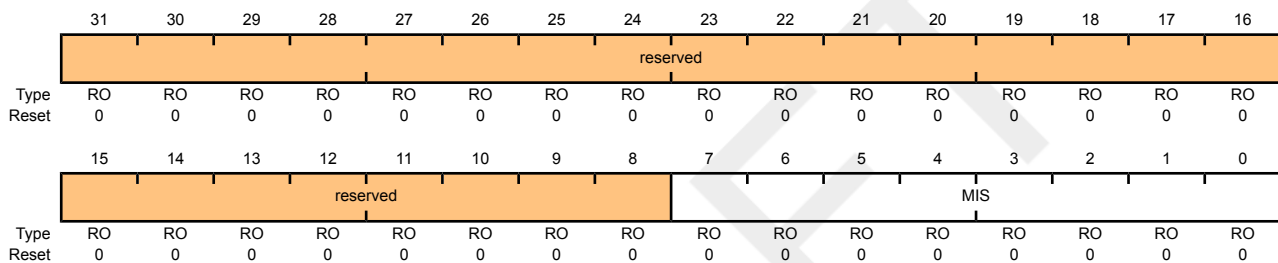 31 30 29 28 27 26 25 24 23 22 21 20 19 18 17 16
reserved
Type RO RO RO RO RO RO RO RO RO RO RO RO RO RO RO RO
Reset 0 0 0 0 0 0 0 0 0 0 0 0 0 0 0 0
15 14 13 12 11 10 9 8 7 6 5 4 3 2 1 0
reserved MIS
Type RO RO RO RO RO RO RO RO RO RO RO RO RO RO RO RO
Reset 0 0 0 0 0 0 0 0 0 0 0 0 0 0 0 0